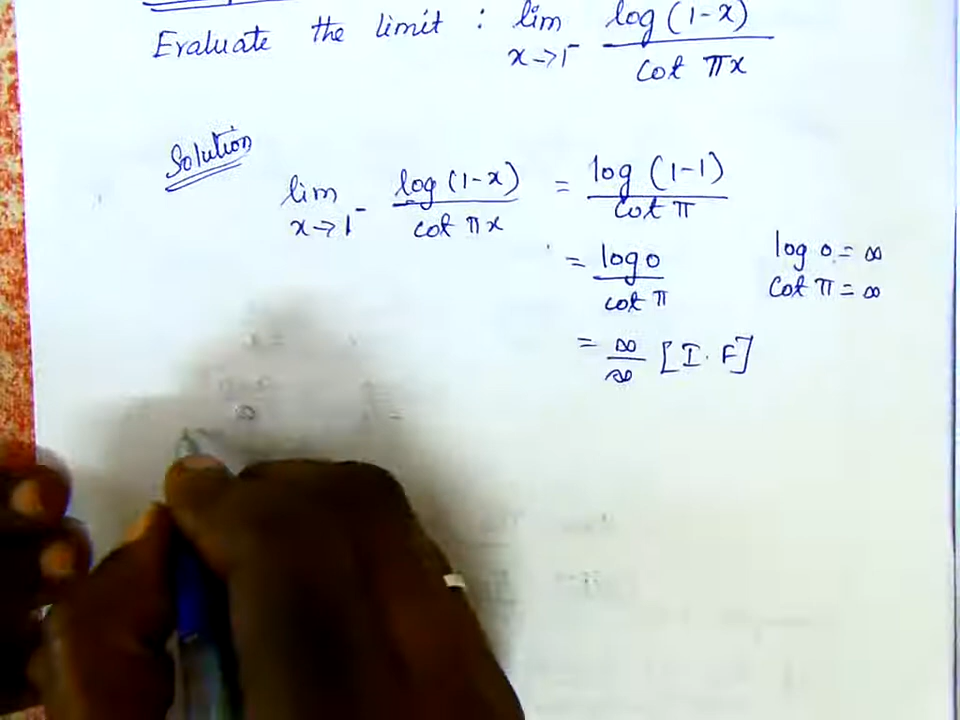 Evaluate the limit : lim x→1⁻ log(1-x) / cot πx
Solution
lim x→1⁻ log(1-x) / cot πx = log(1-1) / cot π
= log 0 / cot π
log 0 = ∞
cot π = ∞
= ∞/∞ [I.F]